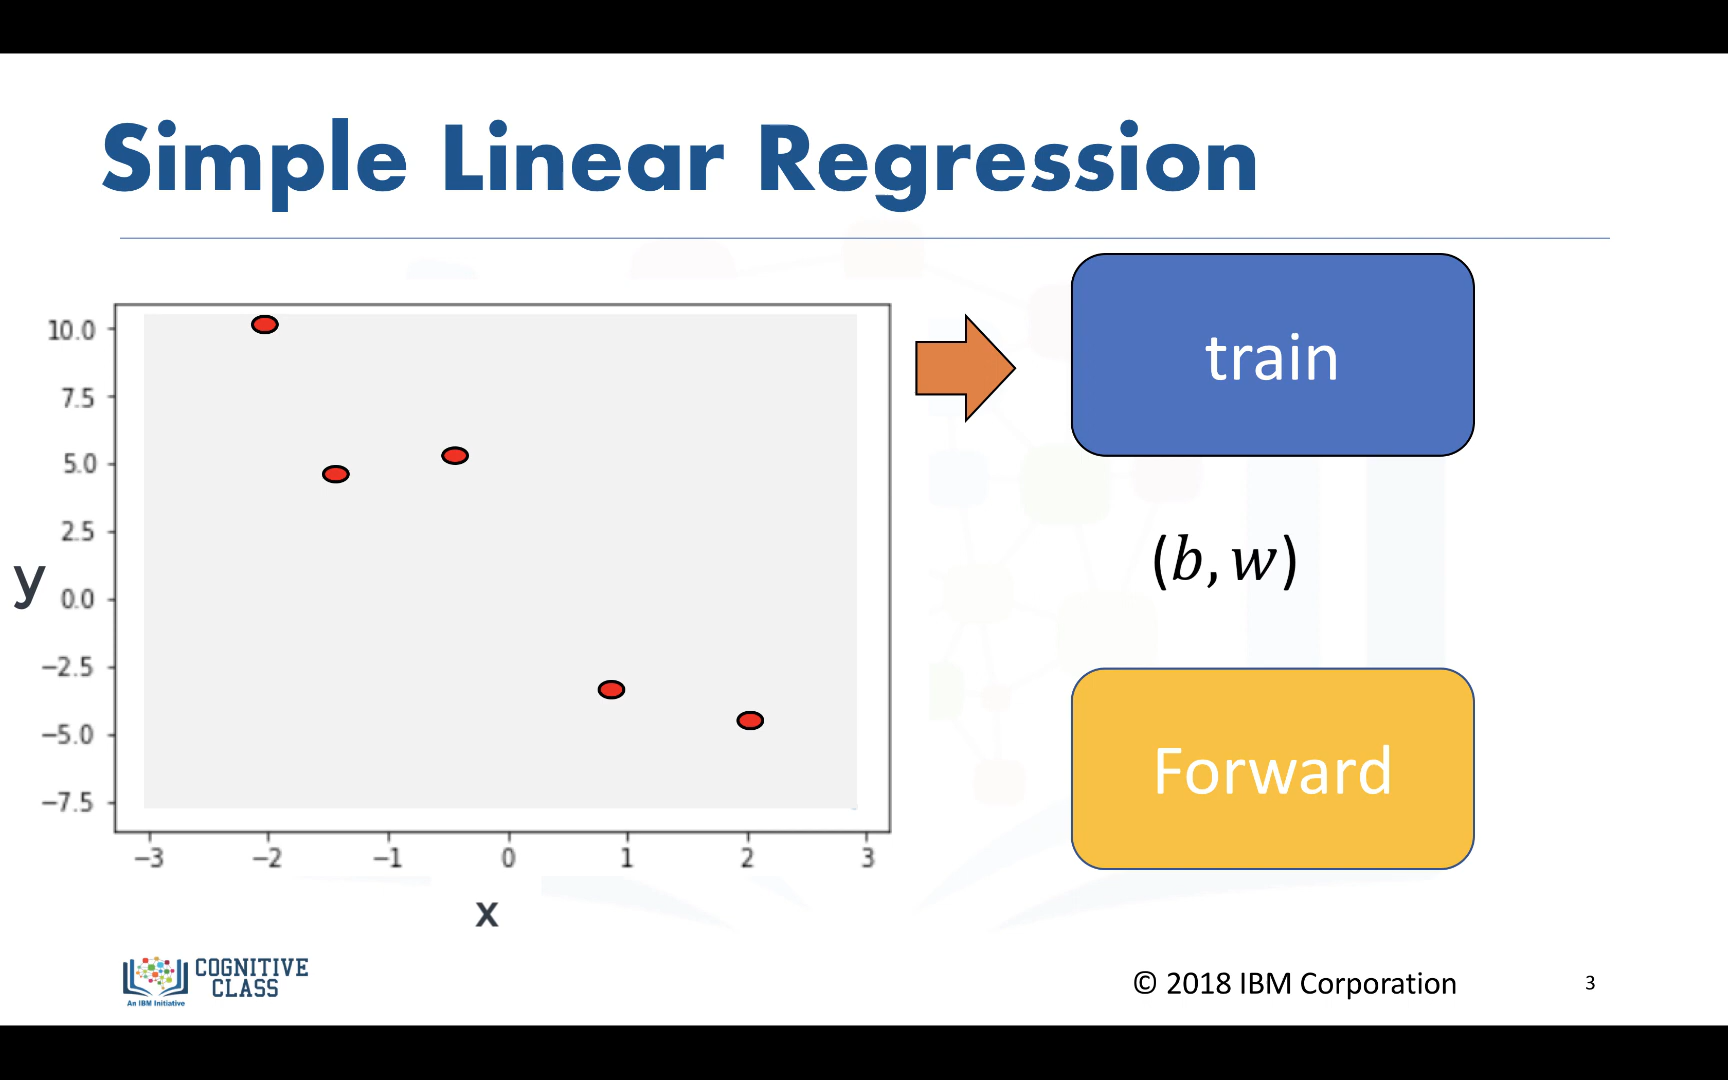 Simple Linear Regression
10.0
7.5
5.0
2.5
0.0
−2.5
−5.0
−7.5
y
−3 −2 −1 0 1 2 3
x
train
(b, w)
Forward
COGNITIVE
CLASS
An IBM Initiative
© 2018 IBM Corporation
3